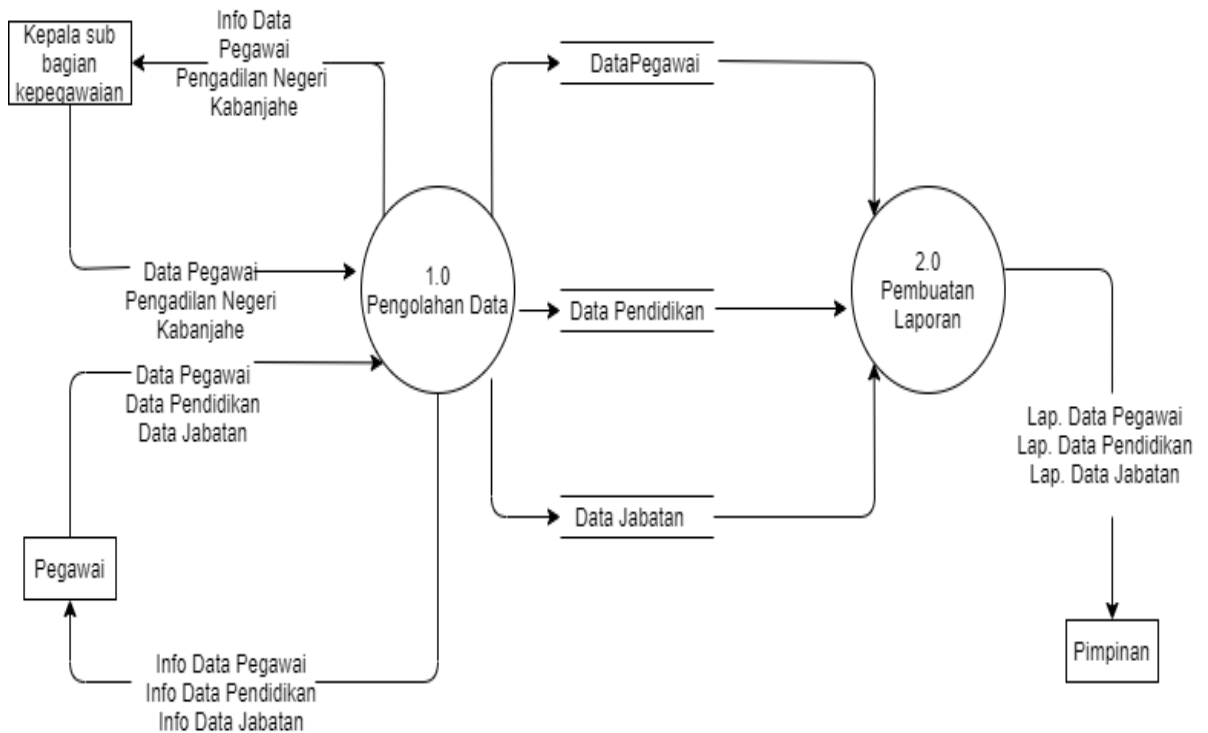 Kepala sub
bagian
kepegawaian
Info Data
Pegawai
Pengadilan Negeri
Kabanjahe
DataPegawai
Data Pegawai
Pengadilan Negeri
Kabanjahe
1.0
Pengolahan Data
Data Pendidikan
2.0
Pembuatan
Laporan
Data Pegawai
Data Pendidikan
Data Jabatan
Lap. Data Pegawai
Lap. Data Pendidikan
Lap. Data Jabatan
Data Jabatan
Pegawai
Pimpinan
Info Data Pegawai
Info Data Pendidikan
Info Data Jabatan